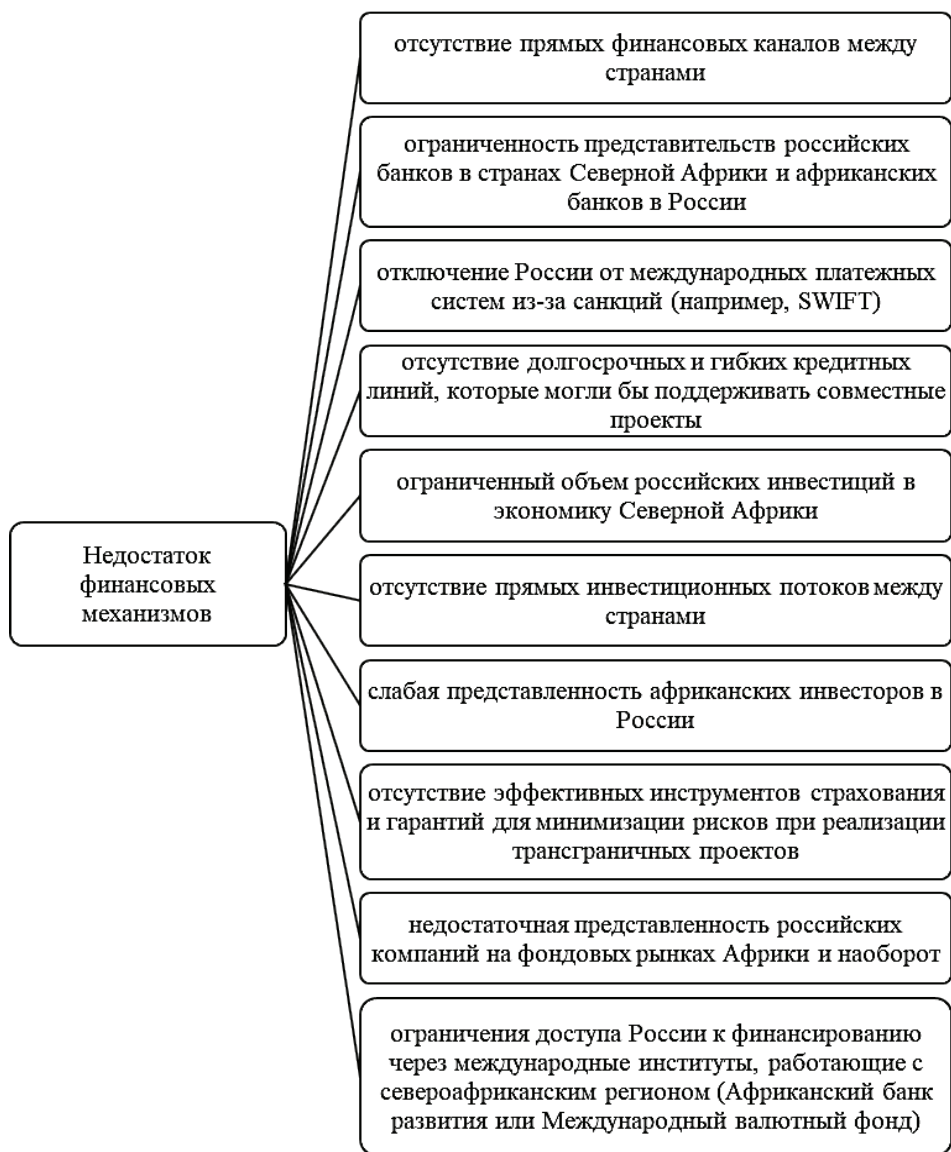 отсутствие прямых финансовых каналов между
странами
ограниченность представительств российских
банков в странах Северной Африки и африканских
банков в России
отключение России от международных платежных
систем из-за санкций (например, SWIFT)
отсутствие долгосрочных и гибких кредитных
линий, которые могли бы поддерживать совместные
проекты
ограниченный объем российских инвестиций в
экономику Северной Африки
Недостаток
финансовых
механизмов
отсутствие прямых инвестиционных потоков между
странами
слабая представленность африканских инвесторов в
России
отсутствие эффективных инструментов страхования
и гарантий для минимизации рисков при реализации
трансграничных проектов
недостаточная представленность российских
компаний на фондовых рынках Африки и наоборот
ограничения доступа России к финансированию
через международные институты, работающие с
североафриканским регионом (Африканский банк
развития или Международный валютный фонд)